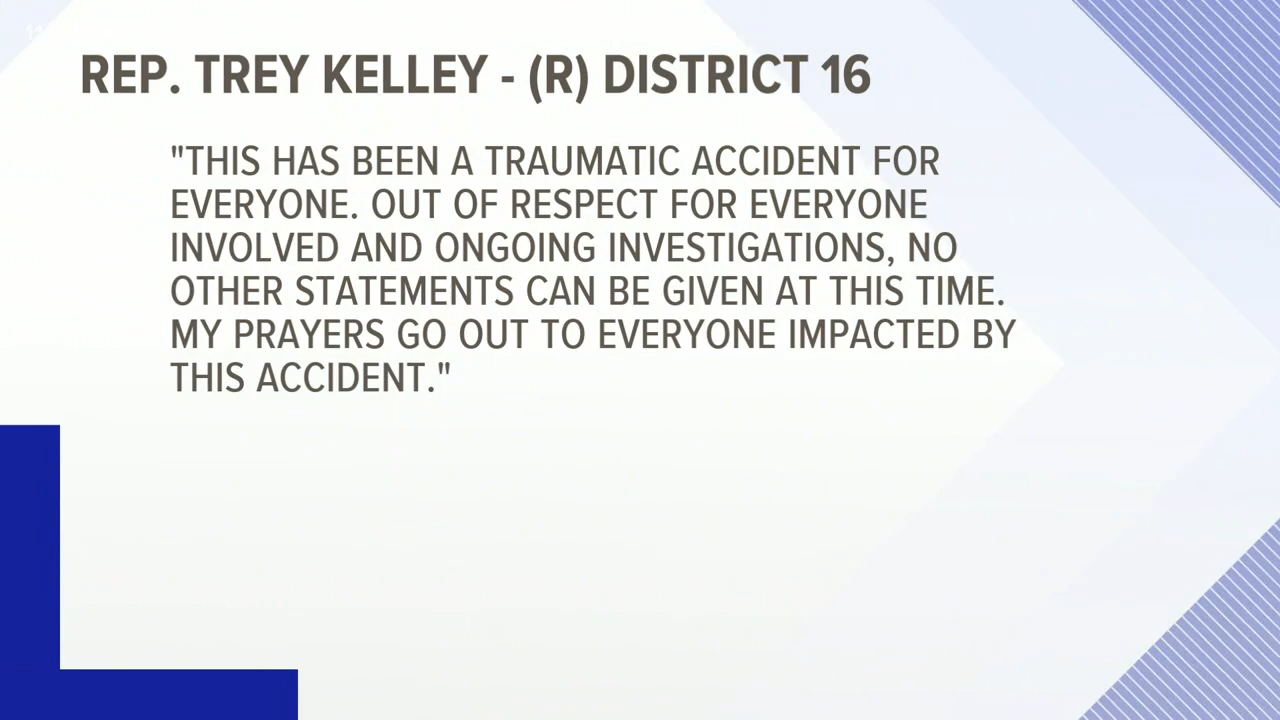 REP. TREY KELLEY - (R) DISTRICT 16
"THIS HAS BEEN A TRAUMATIC ACCIDENT FOR
EVERYONE. OUT OF RESPECT FOR EVERYONE
INVOLVED AND ONGOING INVESTIGATIONS, NO
OTHER STATEMENTS CAN BE GIVEN AT THIS TIME.
MY PRAYERS GO OUT TO EVERYONE IMPACTED BY
THIS ACCIDENT."